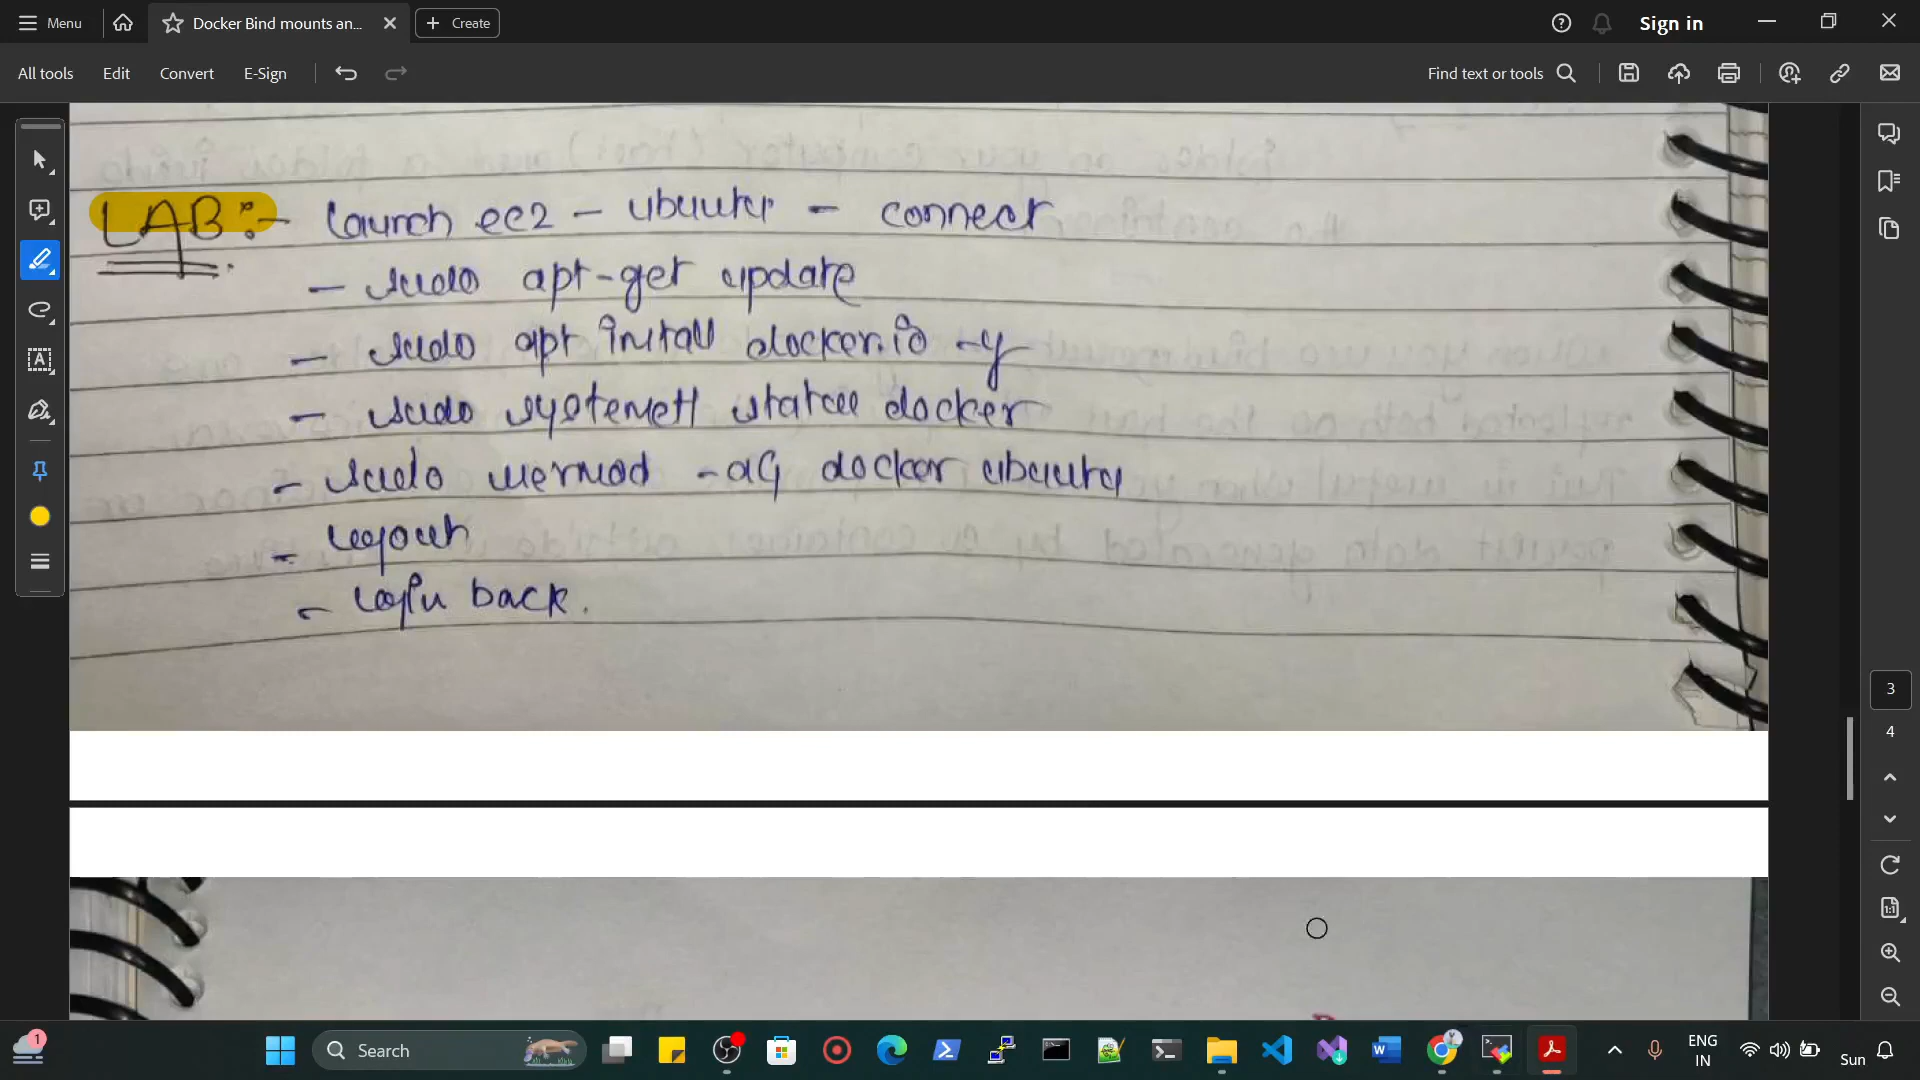 Menu
Docker Bind mounts an...
Create
Sign in
All tools
Edit
Convert
E-Sign
Find text or tools
LAB :- Launch ec2 - ubuntu - connect
- sudo apt-get update
- sudo apt install docker.io -y
- sudo systemctl status docker
- sudo usermod -aG docker ubuntu
- logout
- login back.
3
4
1
Search
ENG
IN
Sun